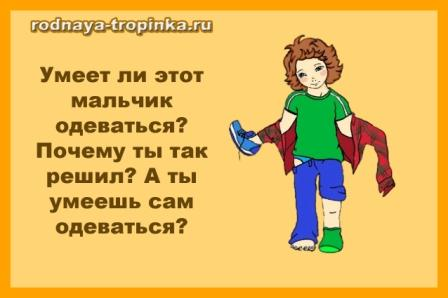 rodnaya-tropinka.ru
Умеет ли этот
мальчик
одеваться?
Почему ты так
решил? А ты
умеешь сам
одеваться?